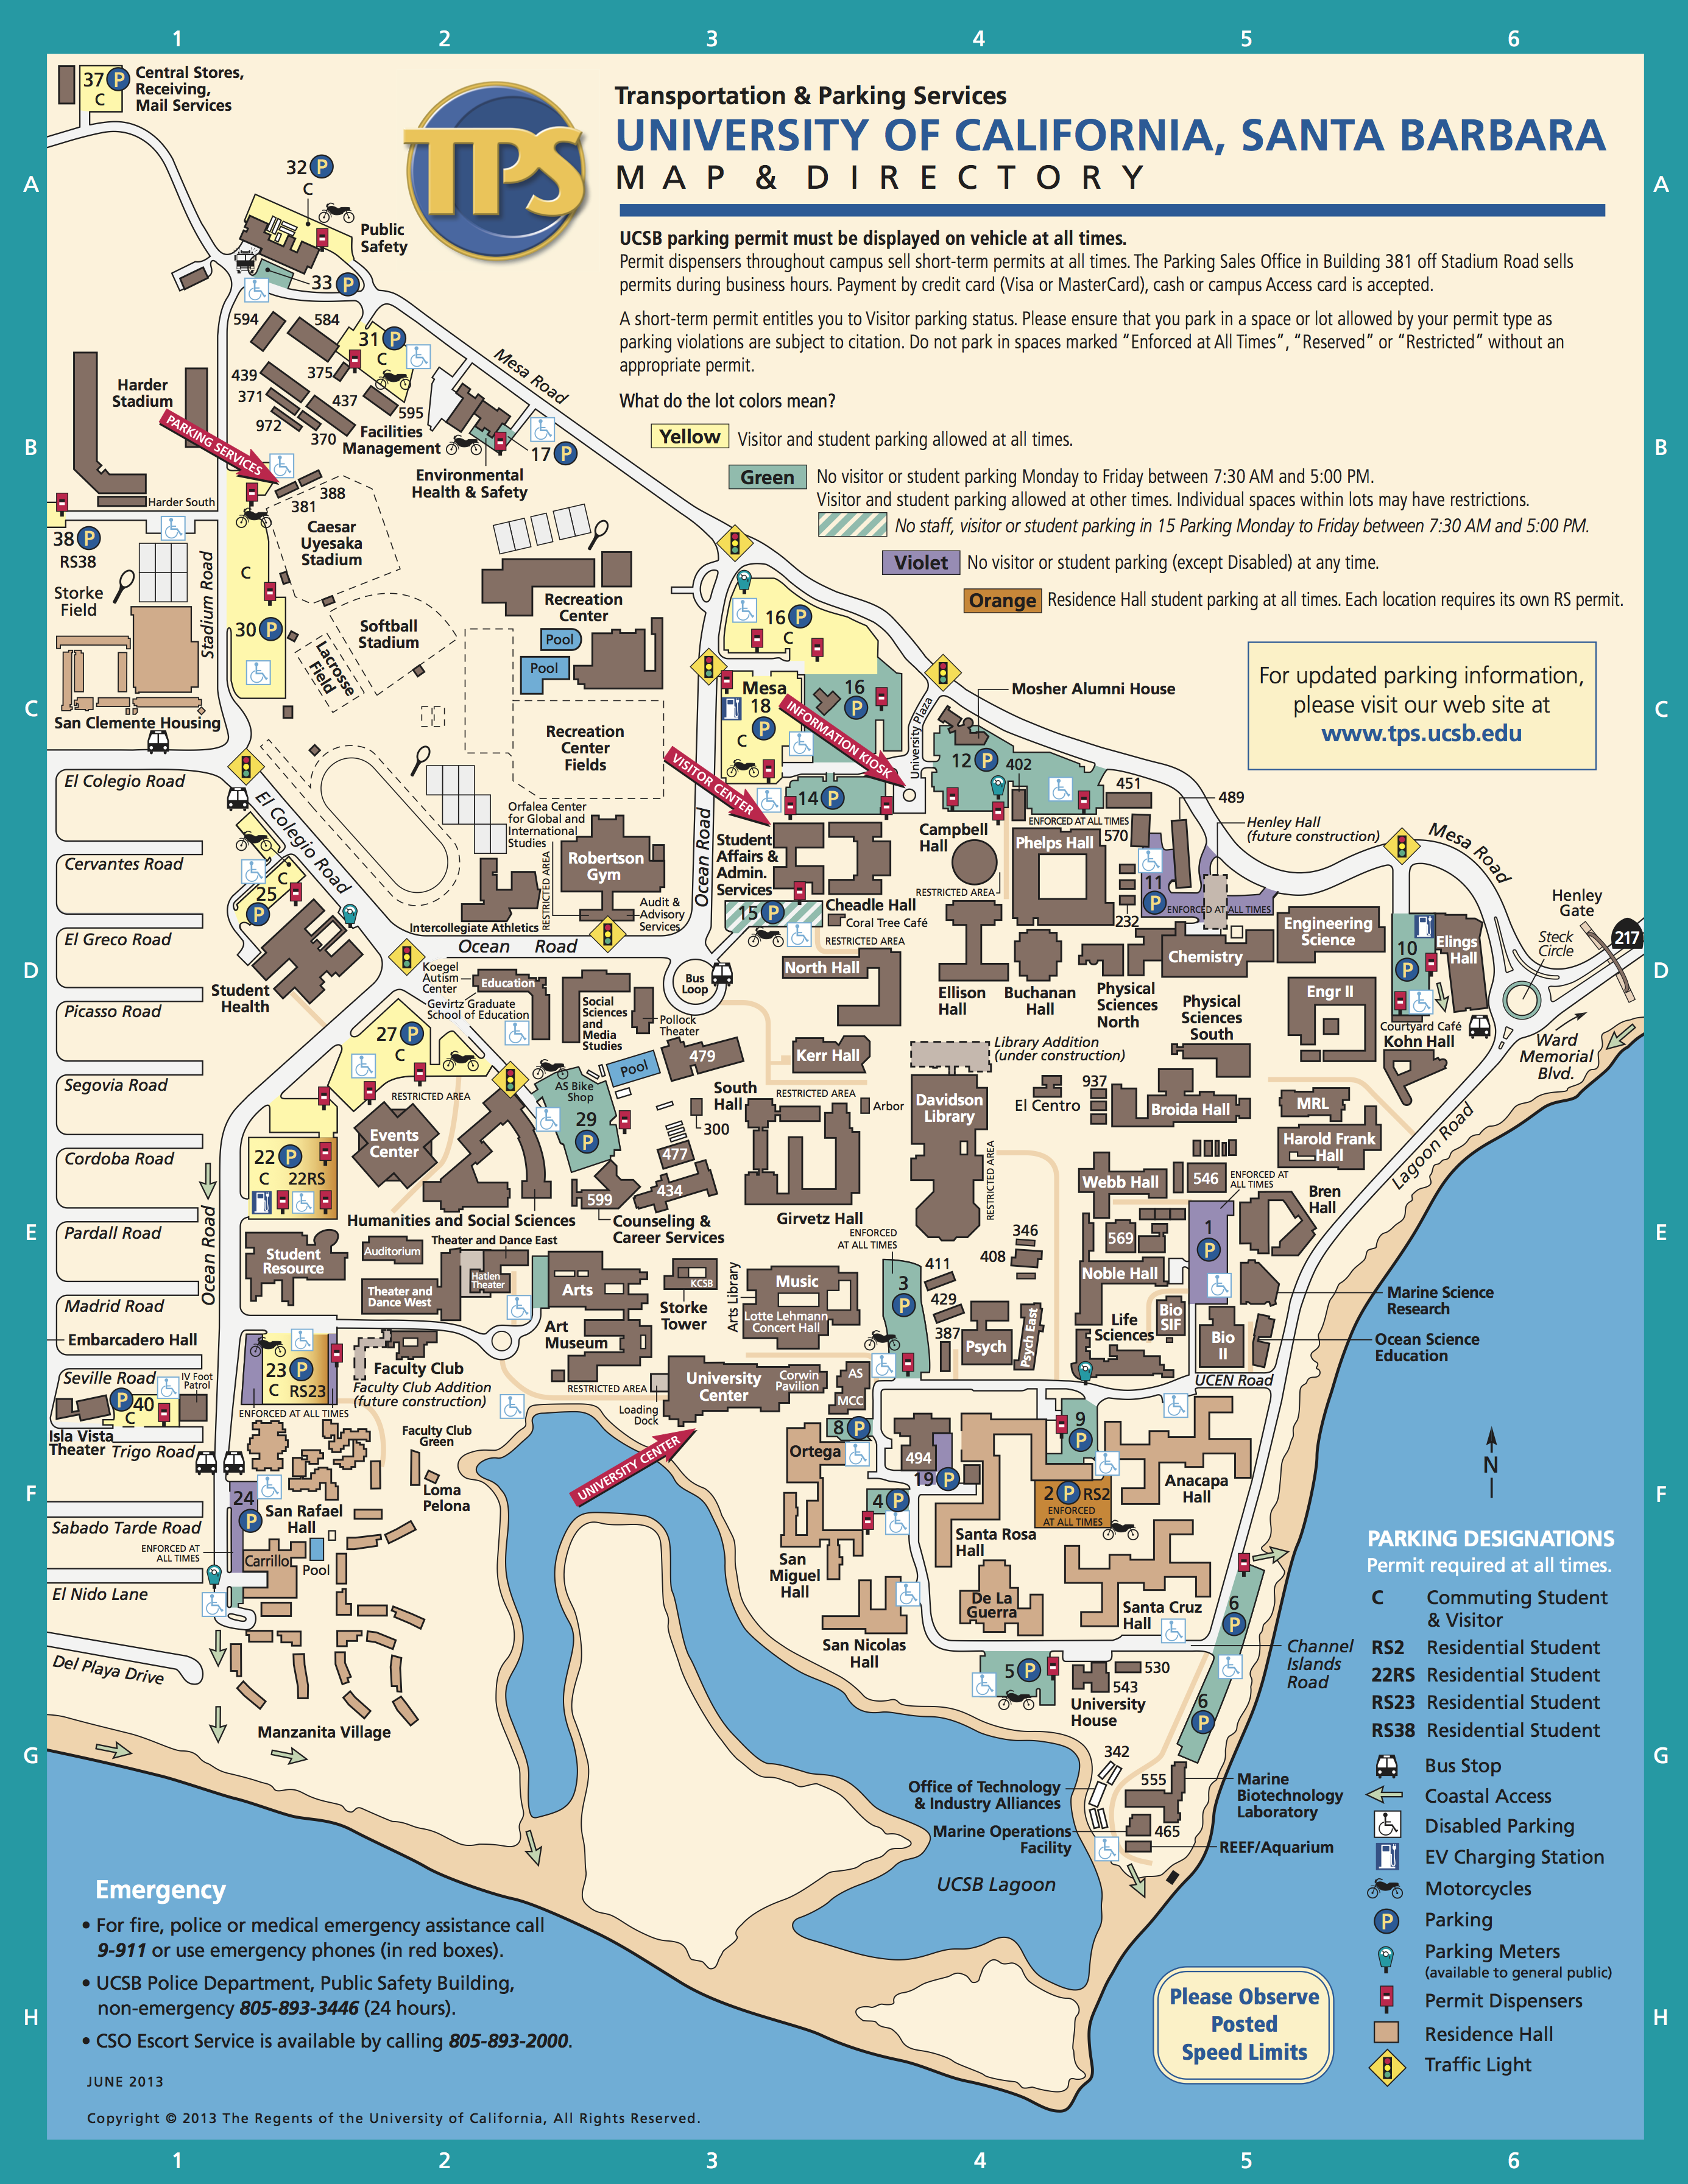 1 2 3 4 5 6
37 P
C
Central Stores,
Receiving,
Mail Services
TPS
Transportation & Parking Services
UNIVERSITY OF CALIFORNIA, SANTA BARBARA
MAP & DIRECTORY
UCSB parking permit must be displayed on vehicle at all times.
Permit dispensers throughout campus sell short-term permits at all times. The Parking Sales Office in Building 381 off Stadium Road sells
permits during business hours. Payment by credit card (Visa or MasterCard), cash or campus Access card is accepted.
A short-term permit entitles you to Visitor parking status. Please ensure that you park in a space or lot allowed by your permit type as
parking violations are subject to citation. Do not park in spaces marked “Enforced at All Times”, “Reserved” or “Restricted” without an
appropriate permit.
What do the lot colors mean?
Yellow Visitor and student parking allowed at all times.
Green No visitor or student parking Monday to Friday between 7:30 AM and 5:00 PM.
Visitor and student parking allowed at other times. Individual spaces within lots may have restrictions.
No staff, visitor or student parking in 15 Parking Monday to Friday between 7:30 AM and 5:00 PM.
Violet No visitor or student parking (except Disabled) at any time.
Orange Residence Hall student parking at all times. Each location requires its own RS permit.
For updated parking information,
please visit our web site at
www.tps.ucsb.edu
A
A
32 P
C
Public
Safety
33 P
594
584
31 P
C
439
375
371
437
972
370
595
Facilities
Management
Mesa Road
Harder
Stadium
PARKING SERVICES
B
B
17 P
Environmental
Health & Safety
Harder South
388
381
Caesar
Uyesaka
Stadium
38 P
RS38
Storke
Field
C
Stadium Road
30 P
Softball
Stadium
Lacrosse
Field
Recreation
Center
Pool
Pool
16 P
C
C
C
San Clemente Housing
Recreation
Center
Fields
Mesa
18
P
C
16
P
INFORMATION KIOSK
VISITOR CENTER
University Plaza
Mosher Alumni House
12 P
402
451
489
14 P
El Colegio Road
El Colegio Road
Cervantes Road
C
25
P
El Greco Road
Orfalea Center
for Global and
International
Studies
RESTRICTED AREA
Robertson
Gym
Ocean Road
Audit &
Advisory
Services
Intercollegiate Athletics
Ocean Road
Student
Affairs &
Admin.
Services
15 P
Cheadle Hall
Coral Tree Café
RESTRICTED AREA
Campbell
Hall
RESTRICTED AREA
ENFORCED AT ALL TIMES
Phelps Hall
570
Henley Hall
(future construction)
11
P
ENFORCED AT ALL TIMES
232
Mesa Road
Henley
Gate
217
Steck
Circle
Engineering
Science
10
P
Elings
Hall
D
D
Student
Health
Picasso Road
Koegel
Autism
Center
Education
Gevirtz Graduate
School of Education
Social
Sciences
and
Media
Studies
Pollock
Theater
Bus
Loop
North Hall
Ellison
Hall
Buchanan
Hall
Physical
Sciences
North
Chemistry
Physical
Sciences
South
Engr II
Courtyard Café
Kohn Hall
Ward
Memorial
Blvd.
27 P
C
Segovia Road
RESTRICTED AREA
AS Bike
Shop
29
P
Pool
479
Kerr Hall
Library Addition
(under construction)
South
Hall
RESTRICTED AREA
Arbor
300
Davidson
Library
RESTRICTED AREA
El Centro
937
Broida Hall
MRL
Harold Frank
Hall
Lagoon Road
Cordoba Road
22 P
C 22RS
Events
Center
477
434
599
Humanities and Social Sciences
Counseling &
Career Services
Girvetz Hall
Webb Hall
546
ENFORCED AT
ALL TIMES
Bren
Hall
E
E
Pardall Road
Ocean Road
Student
Resource
Auditorium
Theater and Dance East
Hatlen
Theater
Theater and
Dance West
Arts
KCSB
Storke
Tower
Arts Library
Music
Lotte Lehmann
Concert Hall
ENFORCED
AT ALL TIMES
3
P
411
429
387
346
408
569
Noble Hall
1
P
Marine Science
Research
Ocean Science
Education
Madrid Road
Embarcadero Hall
Seville Road
IV Foot
Patrol
P 40
C
Isla Vista
Theater
Trigo Road
23 P
C RS23
ENFORCED AT ALL TIMES
Faculty Club
Faculty Club Addition
(future construction)
Art
Museum
RESTRICTED AREA
Loading
Dock
University
Center
Corwin
Pavilion
AS
MCC
Psych
Psych East
Life
Sciences
Bio
SIF
Bio
II
UCEN Road
UNIVERSITY CENTER
Faculty Club
Green
Loma
Pelona
8 P
Ortega
494
19 P
4 P
9
P
2 P RS2
ENFORCED
AT ALL TIMES
Anacapa
Hall
N
F
F
24
P
San Rafael
Hall
Sabado Tarde Road
ENFORCED AT
ALL TIMES
Carrillo
Pool
El Nido Lane
San
Miguel
Hall
Santa Rosa
Hall
De La
Guerra
Santa Cruz
Hall
6
P
San Nicolas
Hall
Channel
Islands
Road
Del Playa Drive
Manzanita Village
5 P
530
543
University
House
6
P
G
G
342
555
Office of Technology
& Industry Alliances
Marine
Biotechnology
Laboratory
Marine Operations
Facility
465
REEF/Aquarium
UCSB Lagoon
PARKING DESIGNATIONS
Permit required at all times.
C Commuting Student
& Visitor
RS2 Residential Student
22RS Residential Student
RS23 Residential Student
RS38 Residential Student
Bus Stop
Coastal Access
Disabled Parking
EV Charging Station
Motorcycles
P Parking
Parking Meters
(available to general public)
Permit Dispensers
Residence Hall
Traffic Light
Emergency
• For fire, police or medical emergency assistance call
9-911 or use emergency phones (in red boxes).
• UCSB Police Department, Public Safety Building,
non-emergency 805-893-3446 (24 hours).
• CSO Escort Service is available by calling 805-893-2000.
H
H
Please Observe
Posted
Speed Limits
JUNE 2013
Copyright © 2013 The Regents of the University of California, All Rights Reserved.
1 2 3 4 5 6